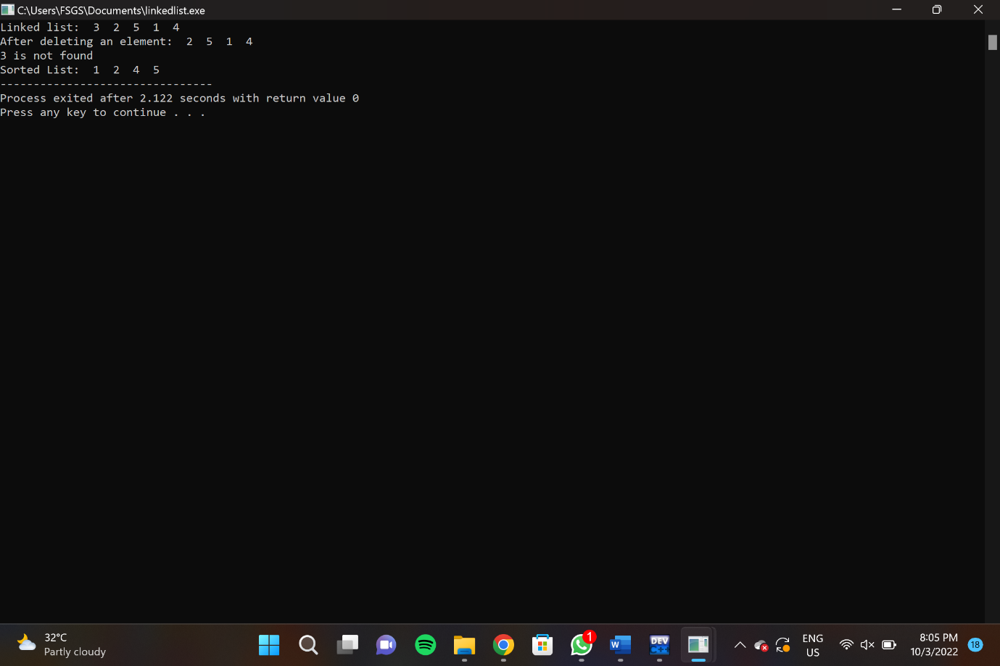 C:\Users\FSGS\Documents\linkedlist.exe
Linked list:  3  2  5  1  4
After deleting an element:  2  5  1  4
3 is not found
Sorted List:  1  2  4  5
--------------------------------
Process exited after 2.122 seconds with return value 0
Press any key to continue . . .
32°C
Partly cloudy
1
W
DEV
C++
ENG
US
8:05 PM
10/3/2022
18